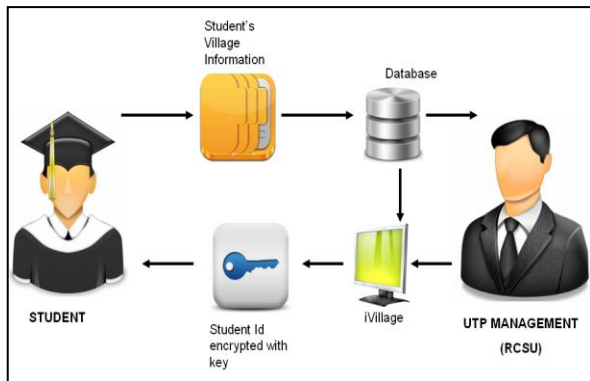 Student's
Village
Information
Database
STUDENT
Student Id
encrypted with
key
iVillage
UTP MANAGEMENT
(RCSU)